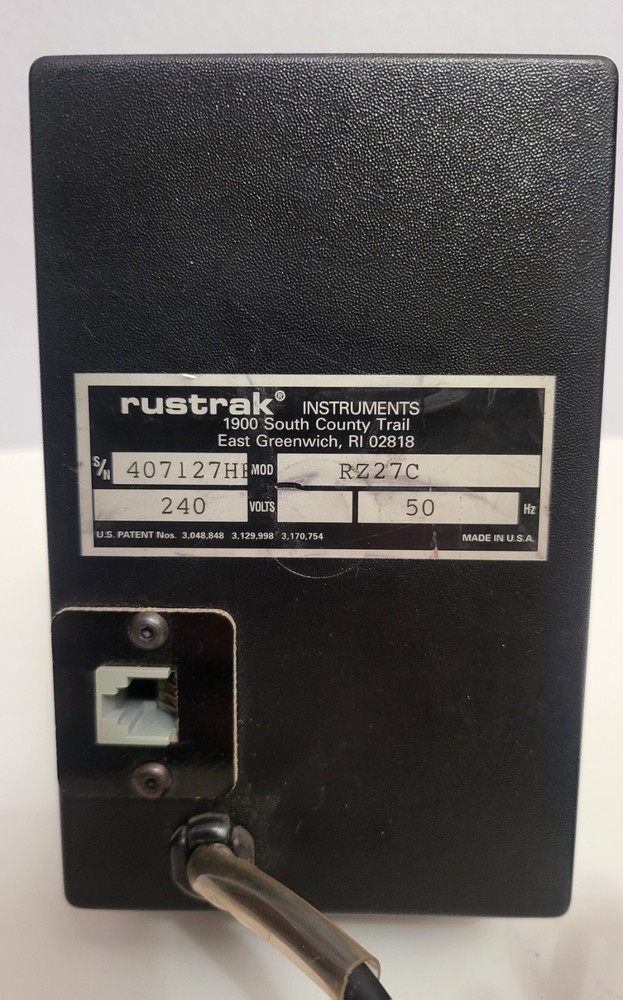 rustrak® INSTRUMENTS
1900 South County Trail
East Greenwich, RI 02818
S/N 407127H MOD RZ27C
240 VOLTS 50 Hz
U.S. PATENT Nos. 3,048,848 3,129,998 3,170,754 MADE IN U.S.A.